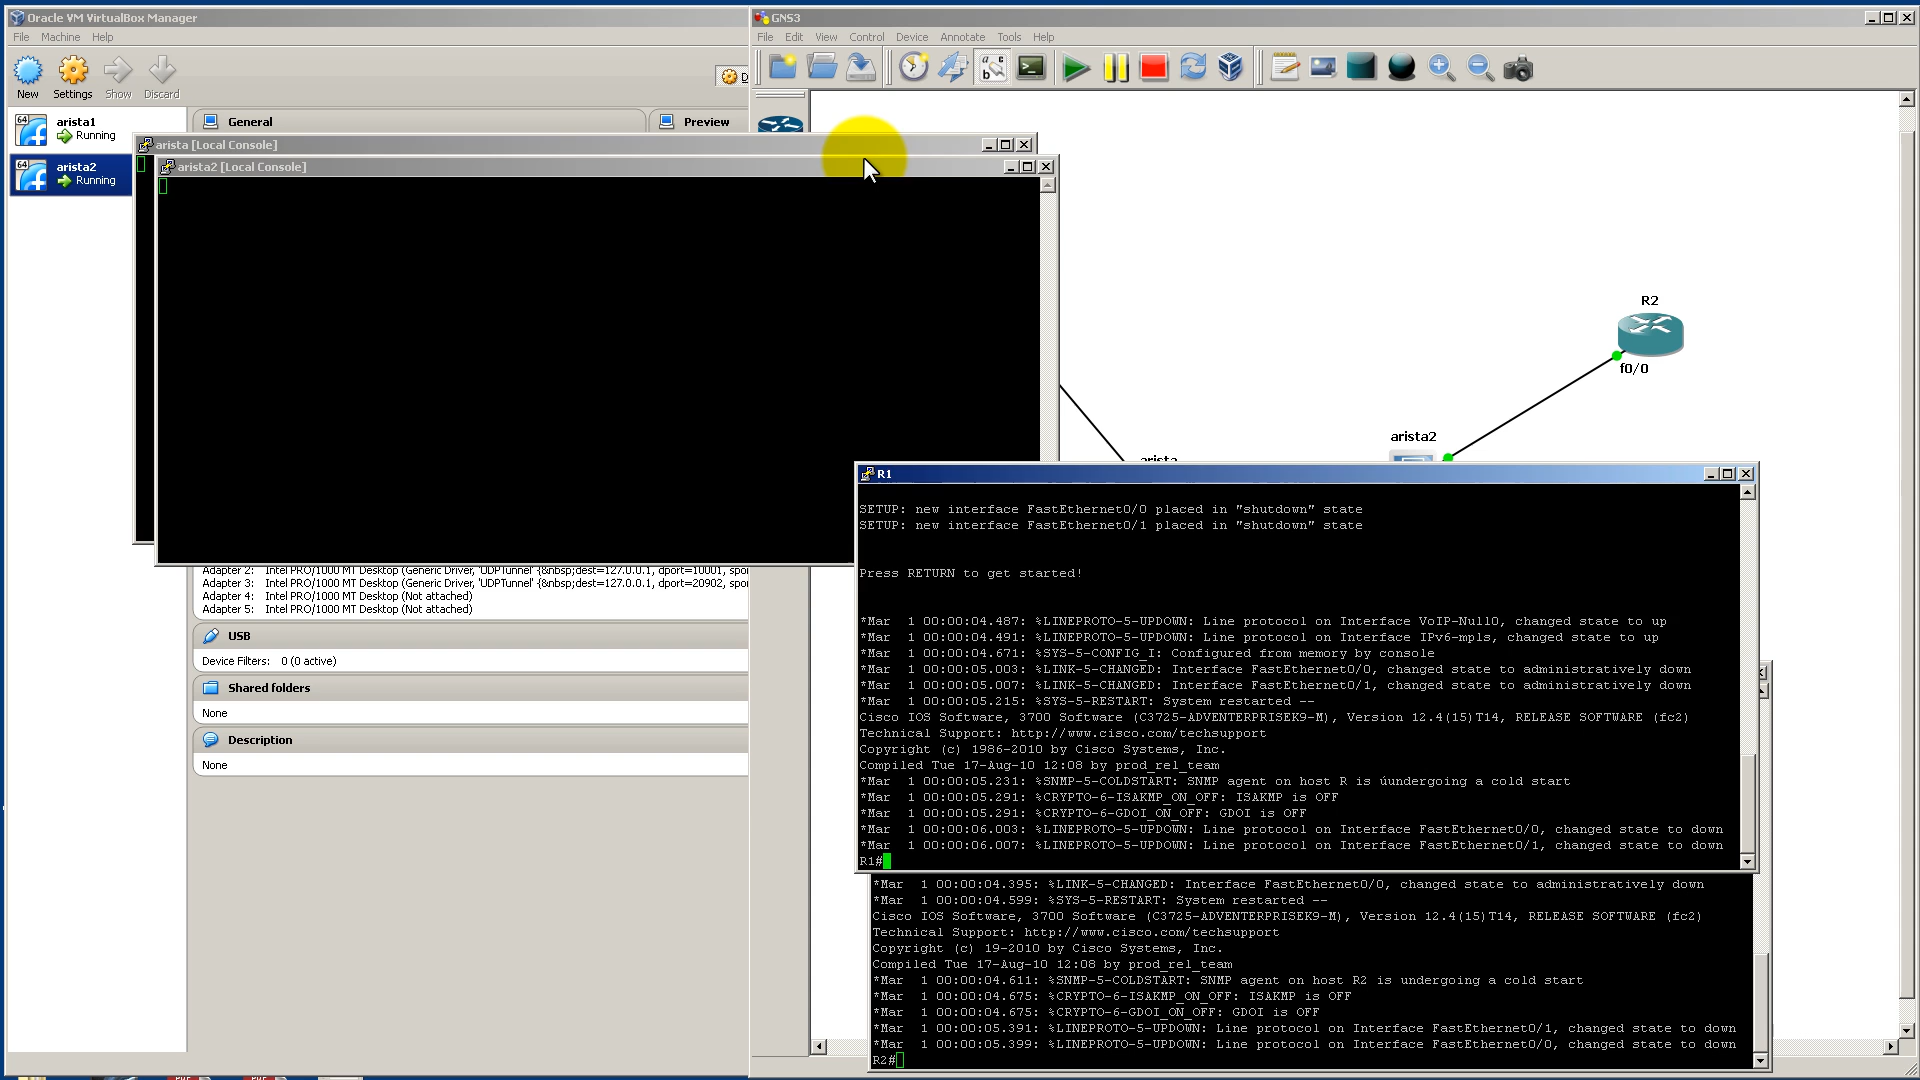 Oracle VM VirtualBox Manager
File Machine Help
New Settings Show Discard
D
64 arista1
Running
64 arista2
Running
General
Preview
arista [Local Console]
arista2 [Local Console]
Adapter 2: Intel PRO/1000 MT Desktop (Generic Driver, 'UDPTunnel' {&nbsp;dest=127.0.0.1, dport=10001, spo
Adapter 3: Intel PRO/1000 MT Desktop (Generic Driver, 'UDPTunnel' {&nbsp;dest=127.0.0.1, dport=20902, spo
Adapter 4: Intel PRO/1000 MT Desktop (Not attached)
Adapter 5: Intel PRO/1000 MT Desktop (Not attached)
USB
Device Filters: 0 (0 active)
Shared folders
None
Description
None
GNS3
File Edit View Control Device Annotate Tools Help
R2
f0/0
arista2
arista
R1
SETUP: new interface FastEthernet0/0 placed in "shutdown" state
SETUP: new interface FastEthernet0/1 placed in "shutdown" state
Press RETURN to get started!
*Mar 1 00:00:04.487: %LINEPROTO-5-UPDOWN: Line protocol on Interface VoIP-Null0, changed state to up
*Mar 1 00:00:04.491: %LINEPROTO-5-UPDOWN: Line protocol on Interface IPv6-mpls, changed state to up
*Mar 1 00:00:04.671: %SYS-5-CONFIG_I: Configured from memory by console
*Mar 1 00:00:05.003: %LINK-5-CHANGED: Interface FastEthernet0/0, changed state to administratively down
*Mar 1 00:00:05.007: %LINK-5-CHANGED: Interface FastEthernet0/1, changed state to administratively down
*Mar 1 00:00:05.215: %SYS-5-RESTART: System restarted --
Cisco IOS Software, 3700 Software (C3725-ADVENTERPRISEK9-M), Version 12.4(15)T14, RELEASE SOFTWARE (fc2)
Technical Support: http://www.cisco.com/techsupport
Copyright (c) 1986-2010 by Cisco Systems, Inc.
Compiled Tue 17-Aug-10 12:08 by prod_rel_team
*Mar 1 00:00:05.231: %SNMP-5-COLDSTART: SNMP agent on host R is úundergoing a cold start
*Mar 1 00:00:05.291: %CRYPTO-6-ISAKMP_ON_OFF: ISAKMP is OFF
*Mar 1 00:00:05.291: %CRYPTO-6-GDOI_ON_OFF: GDOI is OFF
*Mar 1 00:00:06.003: %LINEPROTO-5-UPDOWN: Line protocol on Interface FastEthernet0/0, changed state to down
*Mar 1 00:00:06.007: %LINEPROTO-5-UPDOWN: Line protocol on Interface FastEthernet0/1, changed state to down
R1#
*Mar 1 00:00:04.395: %LINK-5-CHANGED: Interface FastEthernet0/0, changed state to administratively down
*Mar 1 00:00:04.599: %SYS-5-RESTART: System restarted --
Cisco IOS Software, 3700 Software (C3725-ADVENTERPRISEK9-M), Version 12.4(15)T14, RELEASE SOFTWARE (fc2)
Technical Support: http://www.cisco.com/techsupport
Copyright (c) 19-2010 by Cisco Systems, Inc.
Compiled Tue 17-Aug-10 12:08 by prod_rel_team
*Mar 1 00:00:04.611: %SNMP-5-COLDSTART: SNMP agent on host R2 is undergoing a cold start
*Mar 1 00:00:04.675: %CRYPTO-6-ISAKMP_ON_OFF: ISAKMP is OFF
*Mar 1 00:00:04.675: %CRYPTO-6-GDOI_ON_OFF: GDOI is OFF
*Mar 1 00:00:05.391: %LINEPROTO-5-UPDOWN: Line protocol on Interface FastEthernet0/1, changed state to down
*Mar 1 00:00:05.399: %LINEPROTO-5-UPDOWN: Line protocol on Interface FastEthernet0/0, changed state to down
R2#